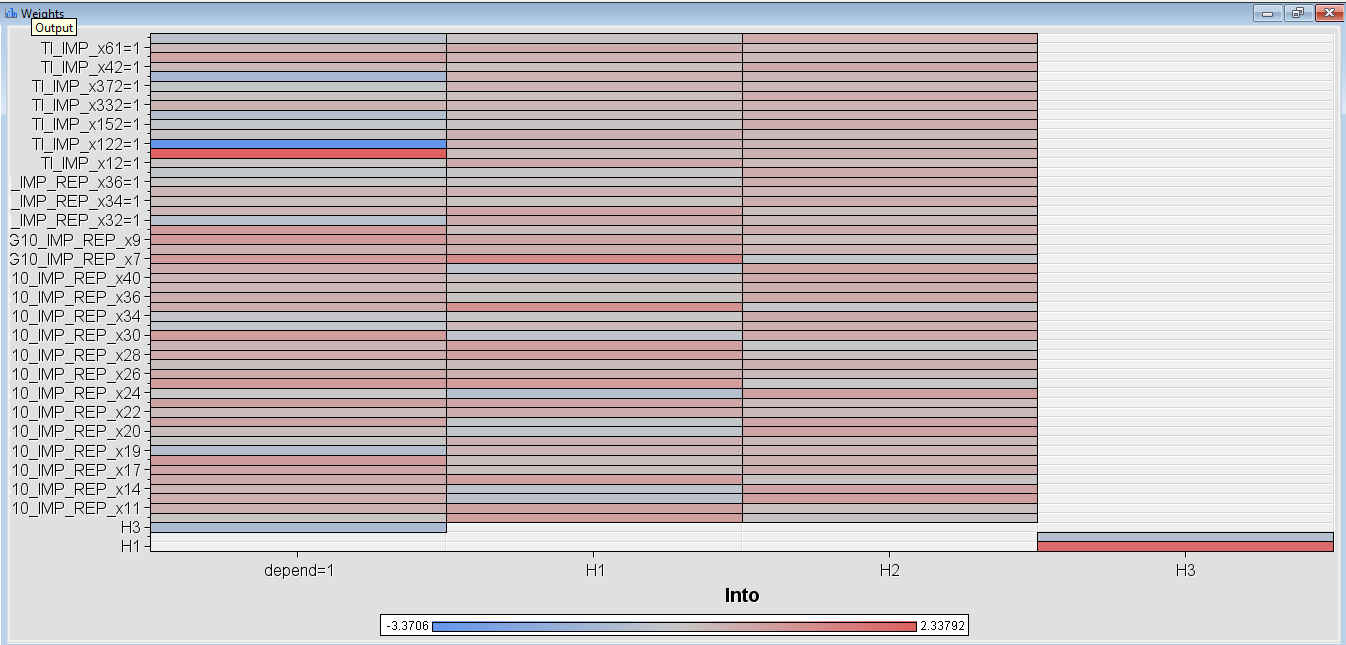 Weights
Output
TI_IMP_x61=1
TI_IMP_x42=1
TI_IMP_x372=1
TI_IMP_x332=1
TI_IMP_x152=1
TI_IMP_x122=1
TI_IMP_x12=1
_IMP_REP_x36=1
_IMP_REP_x34=1
_IMP_REP_x32=1
G10_IMP_REP_x9
G10_IMP_REP_x7
10_IMP_REP_x40
10_IMP_REP_x36
10_IMP_REP_x34
10_IMP_REP_x30
10_IMP_REP_x28
10_IMP_REP_x26
10_IMP_REP_x24
10_IMP_REP_x22
10_IMP_REP_x20
10_IMP_REP_x19
10_IMP_REP_x17
10_IMP_REP_x14
10_IMP_REP_x11
H3
H1
depend=1 H1 H2 H3
Into
-3.3706 2.33792